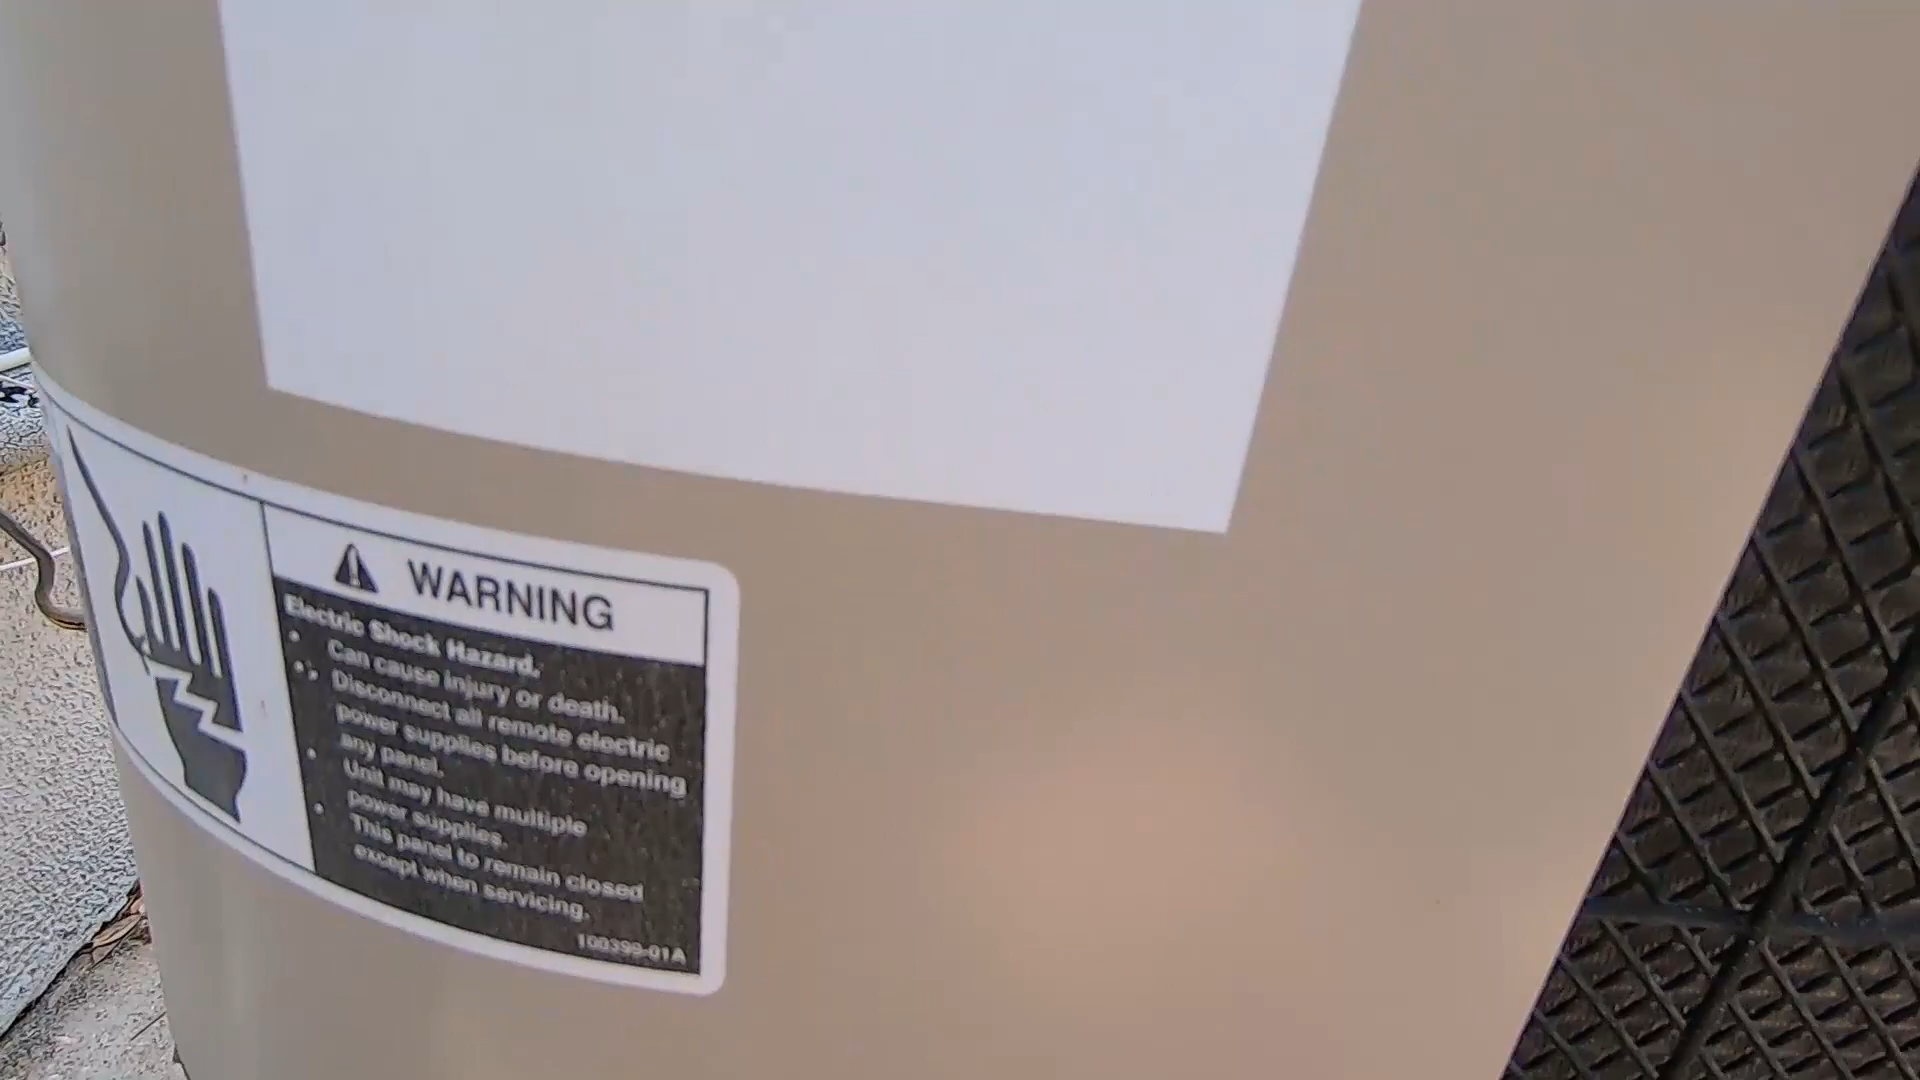 WARNING
Electric Shock Hazard.
• Can cause injury or death.
• Disconnect all remote electric
power supplies before opening
any panel.
• Unit may have multiple
power supplies.
• This panel to remain closed
except when servicing.
100399-01A